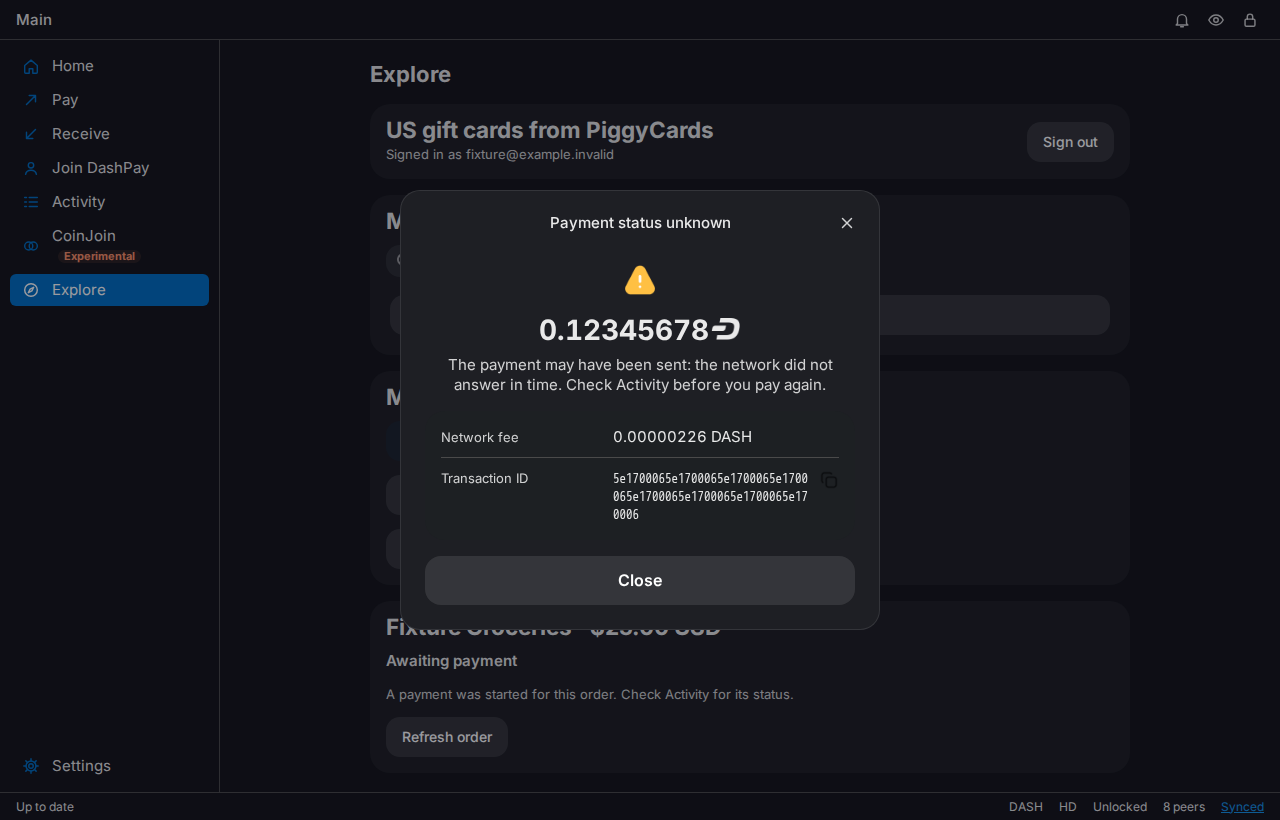 Main
Home
Pay
Receive
Join DashPay
Activity
CoinJoin
Experimental
Explore
Settings
Explore
US gift cards from PiggyCards
Signed in as fixture@example.invalid
Sign out
Payment status unknown
0.12345678
The payment may have been sent: the network did not
answer in time. Check Activity before you pay again.
Network fee
0.00000226 DASH
Transaction ID
5e1700065e1700065e1700065e1700
065e1700065e1700065e1700065e17
0006
Close
Awaiting payment
A payment was started for this order. Check Activity for its status.
Refresh order
Up to date
DASH
HD
Unlocked
8 peers
Synced